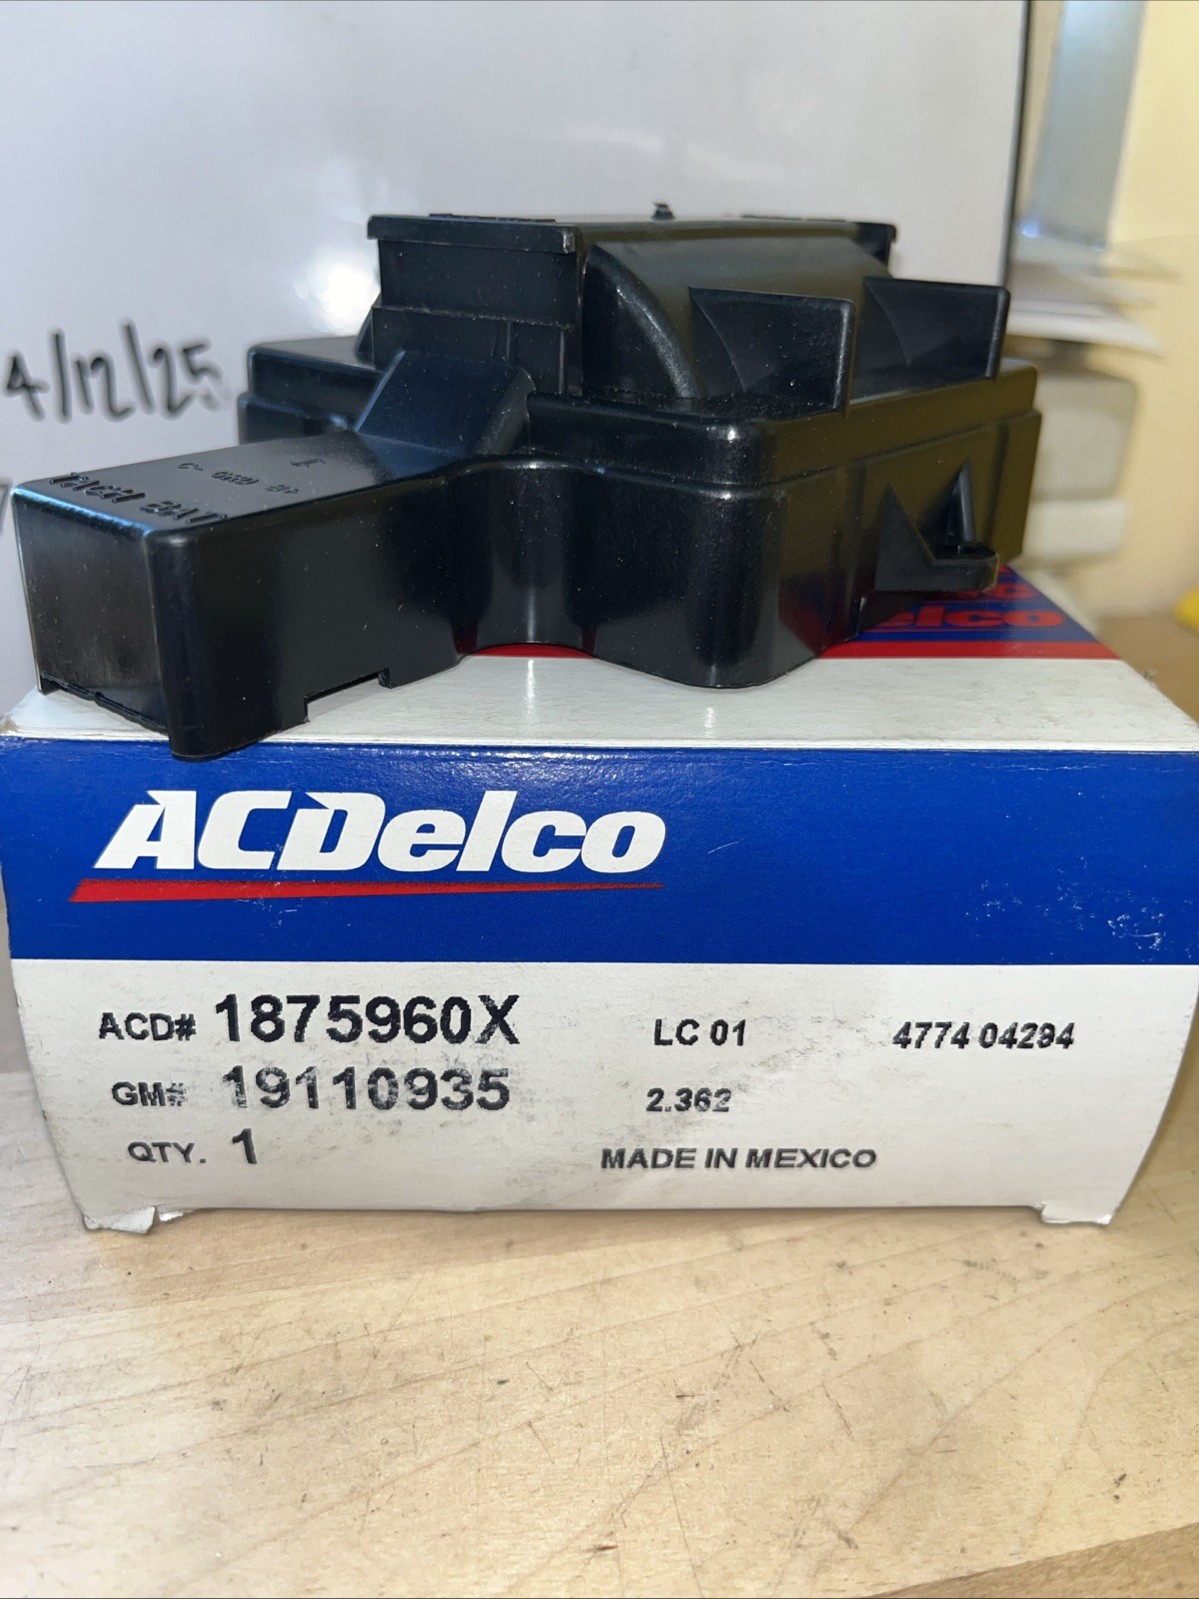 4/12/25
elco
ACDelco
ACD# 1875960X
LC 01
4774 04294
GM# 19110935
2.362
QTY. 1
MADE IN MEXICO